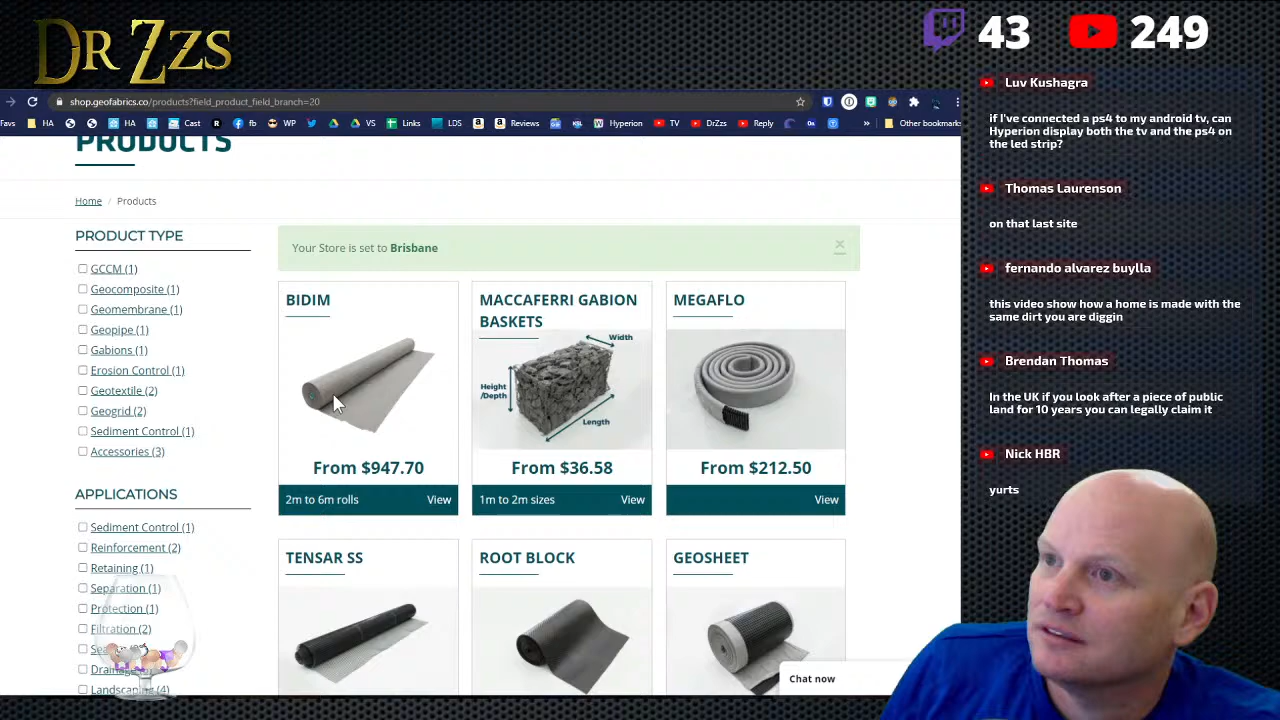 DR ZZS
43
249
shop.geofabrics.co/products?field_product_field_branch=20
Favs
HA
HA
Cast
R
fb
WP
VS
Links
LDS
Reviews
Hyperion
TV
DrZzs
Reply
Other bookmarks
PRODUCTS
Home / Products
PRODUCT TYPE
GCCM (1)
Geocomposite (1)
Geomembrane (1)
Geopipe (1)
Gabions (1)
Erosion Control (1)
Geotextile (2)
Geogrid (2)
Sediment Control (1)
Accessories (3)
APPLICATIONS
Sediment Control (1)
Reinforcement (2)
Retaining (1)
Separation (1)
Protection (1)
Filtration (2)
Landscaping (4)
Your Store is set to Brisbane
BIDIM
From $947.70
2m to 6m rolls View
MACCAFERRI GABION
BASKETS
Width
Height
/Depth
Length
From $36.58
1m to 2m sizes View
MEGAFLO
From $212.50
View
TENSAR SS
ROOT BLOCK
GEOSHEET
Chat now
Luv Kushagra
if I've connected a ps4 to my android tv, can
Hyperion display both the tv and the ps4 on
the led strip?
Thomas Laurenson
on that last site
fernando alvarez buylla
this video show how a home is made with the
same dirt you are diggin
Brendan Thomas
In the UK if you look after a piece of public
land for 10 years you can legally claim it
Nick HBR
yurts